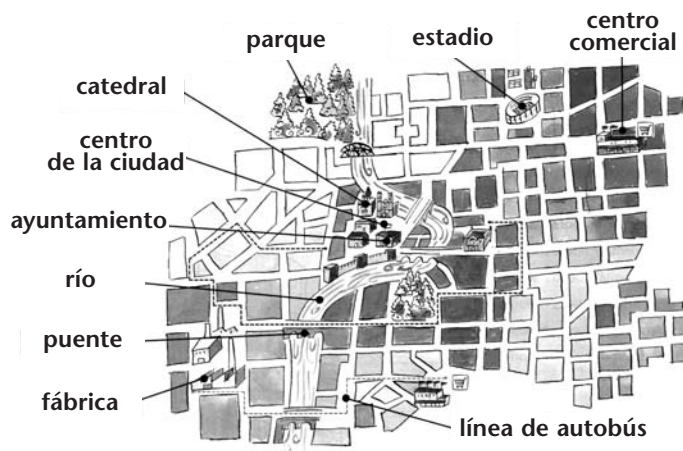 parque
estadio
centro
comercial
catedral
centro
de la ciudad
ayuntamiento
río
puente
fábrica
línea de autobús